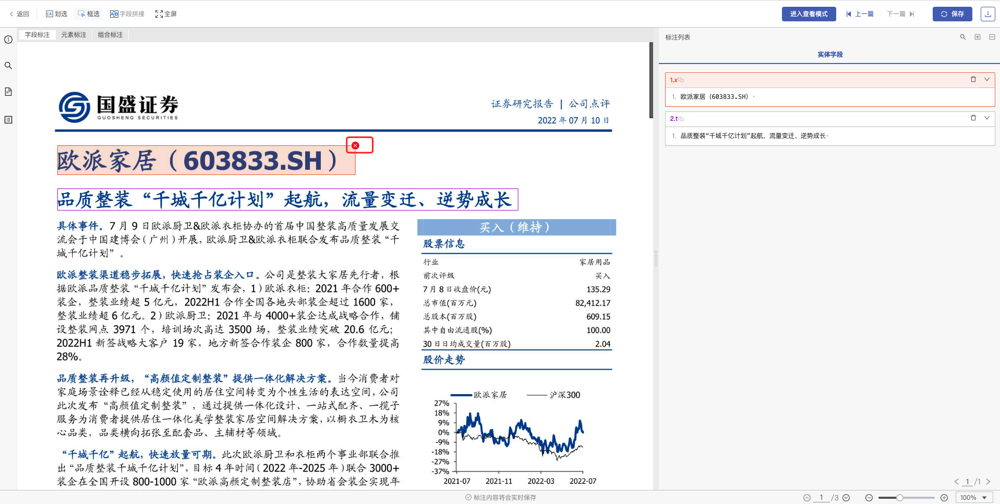 返回
划选
框选
字段拼接
全屏
进入查看模式
上一篇
下一篇
保存
字段标注
元素标注
组合标注
国盛证券
GUOSHENG SECURITIES
证券研究报告 | 公司点评
2022 年 07 月 10 日
欧派家居（603833.SH）
品质整装“千城千亿计划”起航，流量变迁、逆势成长
具体事件。7 月 9 日欧派厨卫&欧派衣柜协办的首届中国整装高质量发展交
流会于中国建博会（广州）开展，欧派厨卫&欧派衣柜联合发布品质整装“千
城千亿计划”。
欧派整装渠道稳步拓展，快速抢占装企入口。公司是整装大家居先行者，根
据欧派品质整装“千城千亿计划”发布会，1）欧派衣柜：2021 年合作 600+
装企，整装业绩超 5 亿元，2022H1 合作全国各地头部装企超过 1600 家，
整装业绩超 6 亿元。2）欧派厨卫：2021 年与 4000+装企达成战略合作，铺
设整装网点 3971 个，培训场次高达 3500 场，整装业绩突破 20.6 亿元；
2022H1 新签战略大客户 19 家，地方新签合作装企 800 家，合作数量提高
28%。
品质整装再升级，“高颜值定制整装”提供一体化解决方案。当今消费者对
家庭场景诠释已经从稳定使用的居住空间转变为个性生活的表达空间，公司
此次发布“高颜值定制整装”，通过提供一体化设计、一站式配齐、一揽子
服务为消费者提供居住一体化美学整装家居空间解决方案，以橱衣卫木为核
心品类，品类横向拓张至配套品、主辅材等领域。
“千城千亿”起航，快速放量可期。此次欧派厨卫和衣柜两个事业部联合推
出“品质整装千城千亿计划”，目标 4 年时间（2022 年-2025 年）联合 3000+
装企在全国开设 800-1000 家“欧派高颜定制整装店”，协助省会装企实现年
买入（维持）
股票信息
行业 家居用品
前次评级 买入
7 月 8 日收盘价(元) 135.29
总市值(百万元) 82,412.17
总股本(百万股) 609.15
其中自由流通股(%) 100.00
30 日日均成交量(百万股) 2.04
股价走势
欧派家居 沪深300
27%
18%
9%
0%
-9%
-18%
-27%
-37%
2021-07 2021-11 2022-03 2022-07
标注列表
实体字段
1.x
1. 欧派家居（603833.SH）
2.t
1. 品质整装“千城千亿计划”起航，流量变迁、逆势成长
1 /1
标注内容将会实时保存
1 /3
100%